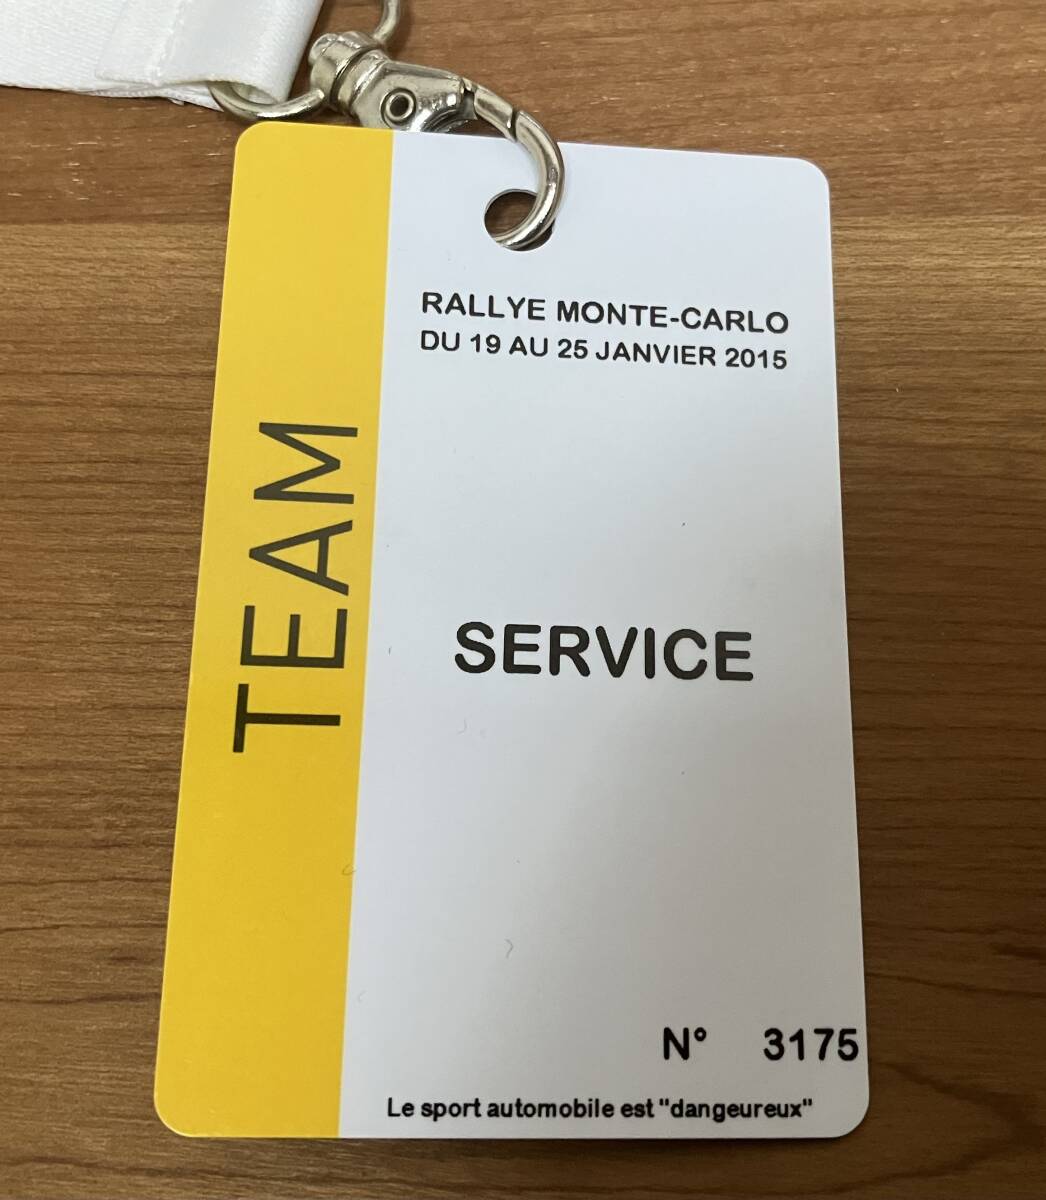 RALLYE MONTE-CARLO
DU 19 AU 25 JANVIER 2015
TEAM
SERVICE
N° 3175
Le sport automobile est "dangeureux"